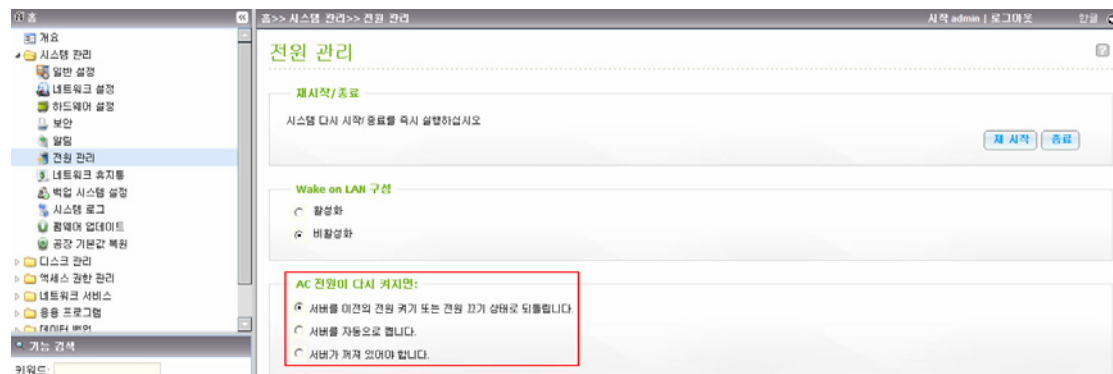 홈
홈>> 시스템 관리>> 전원 관리
시작 admin | 로그아웃
한글
개요
시스템 관리
일반 설정
네트워크 설정
하드웨어 설정
보안
알림
전원 관리
네트워크 휴지통
백업 시스템 설정
시스템 로그
펌웨어 업데이트
공장 기본값 복원
디스크 관리
액세스 권한 관리
네트워크 서비스
응용 프로그램
데이터 백업
기능 검색
키워드:
전원 관리
재시작/종료
시스템 다시 시작/종료를 즉시 실행하십시오
재 시작
종료
Wake on LAN 구성
활성화
비활성화
AC 전원이 다시 켜지면:
서버를 이전의 전원 켜기 또는 전원 끄기 상태로 되돌립니다.
서버를 자동으로 켭니다.
서버가 꺼져 있어야 합니다.